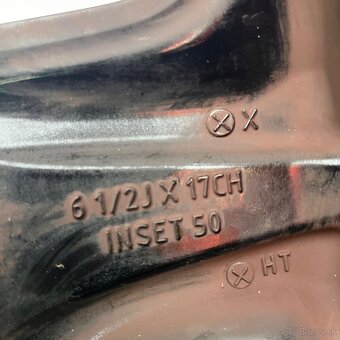 ⓧ X
6 1/2J X 17CH
INSET 50
ⓧ HT